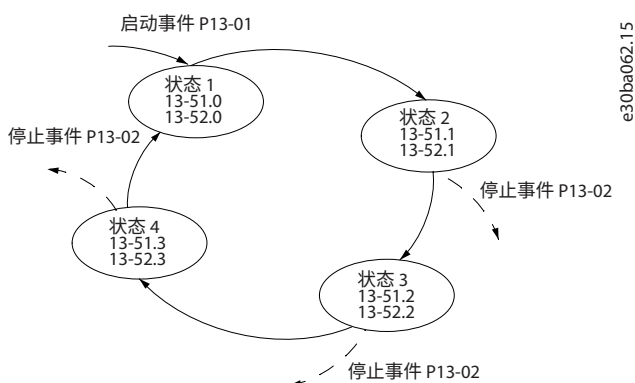 启动事件 P13-01
e30ba062.15
状态 1
13-51.0
13-52.0
状态 2
13-51.1
13-52.1
停止事件 P13-02
停止事件 P13-02
状态 4
13-51.3
13-52.3
状态 3
13-51.2
13-52.2
停止事件 P13-02